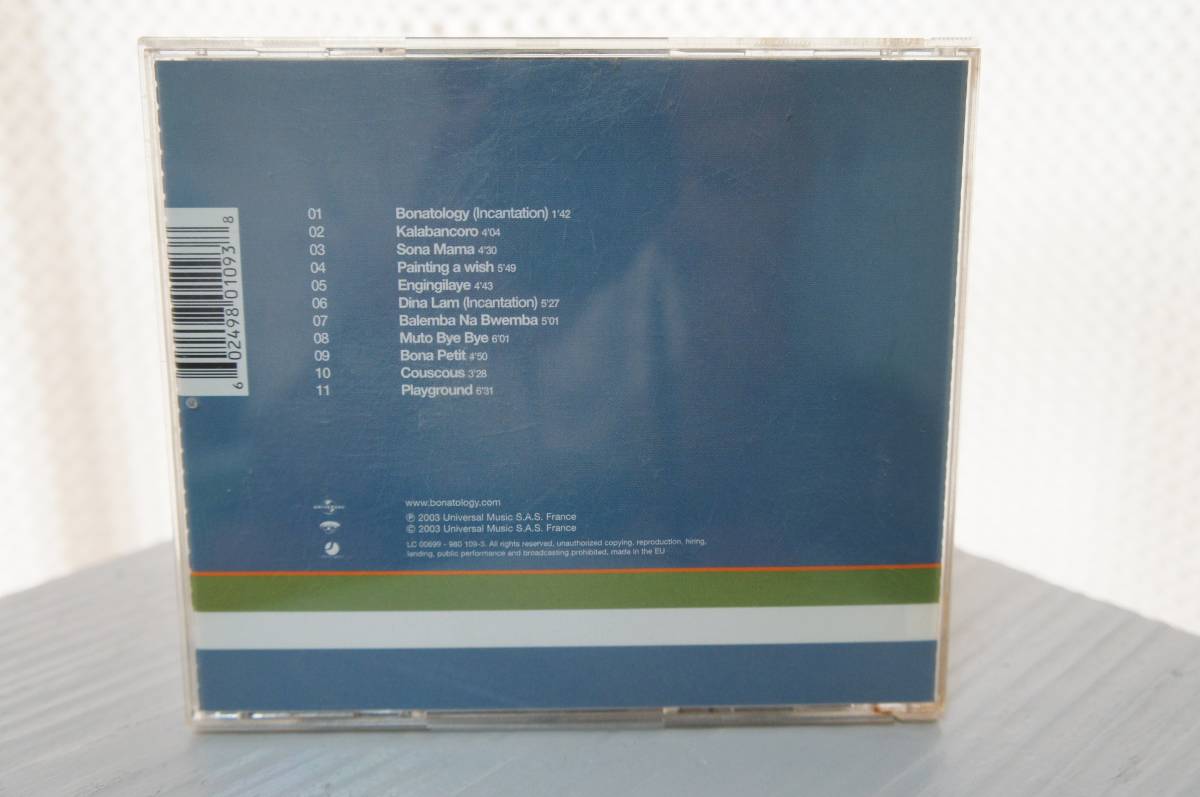 01 Bonatology (Incantation) 1'42
02 Kalabancoro 4'04
03 Sona Mama 4'30
04 Painting a wish 5'49
05 Engingilaye 4'43
06 Dina Lam (Incantation) 5'27
07 Balemba Na Bwemba 5'01
08 Muto Bye Bye 6'01
09 Bona Petit 4'50
10 Couscous 3'28
11 Playground 6'31
6 02498 01093 8
www.bonatology.com
UNIVERSAL
℗ 2003 Universal Music S.A.S. France
© 2003 Universal Music S.A.S. France
LC 00699 - 980 109-3. All rights reserved, unauthorized copying, reproduction, hiring,
lending, public performance and broadcasting prohibited, made in the EU